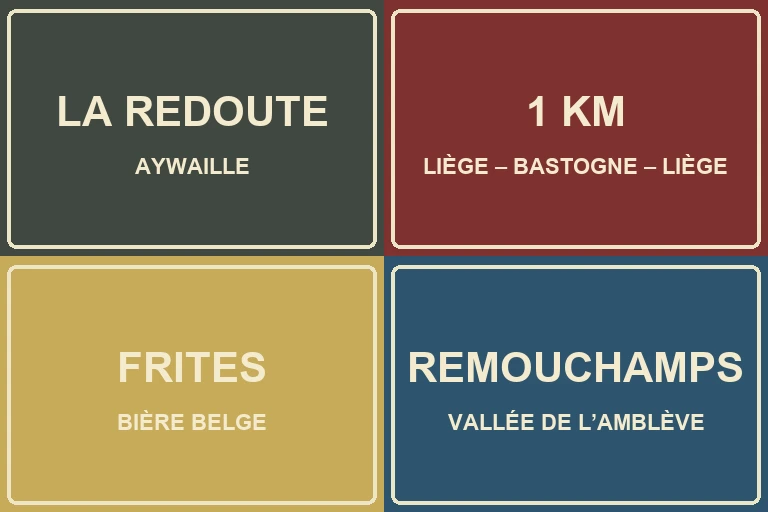 LA REDOUTE
AYWAILLE
1 KM
LIÈGE – BASTOGNE – LIÈGE
FRITES
BIÈRE BELGE
REMOUCHAMPS
VALLÉE DE L’AMBLÈVE